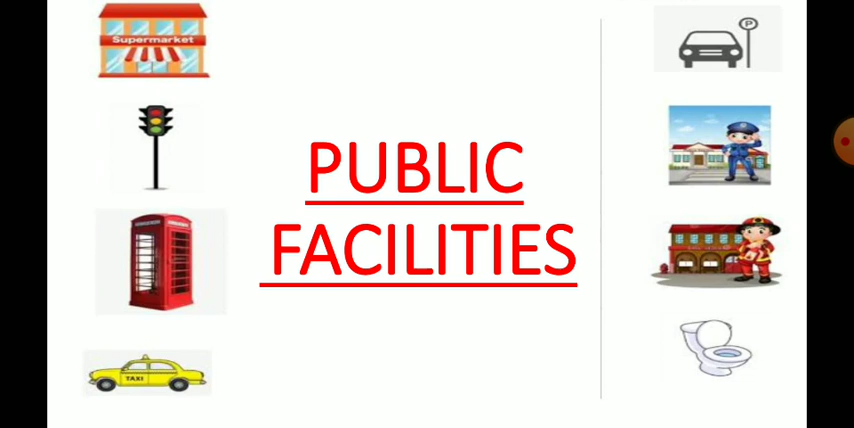 Supermarket
P
PUBLIC
FACILITIES
TAXI